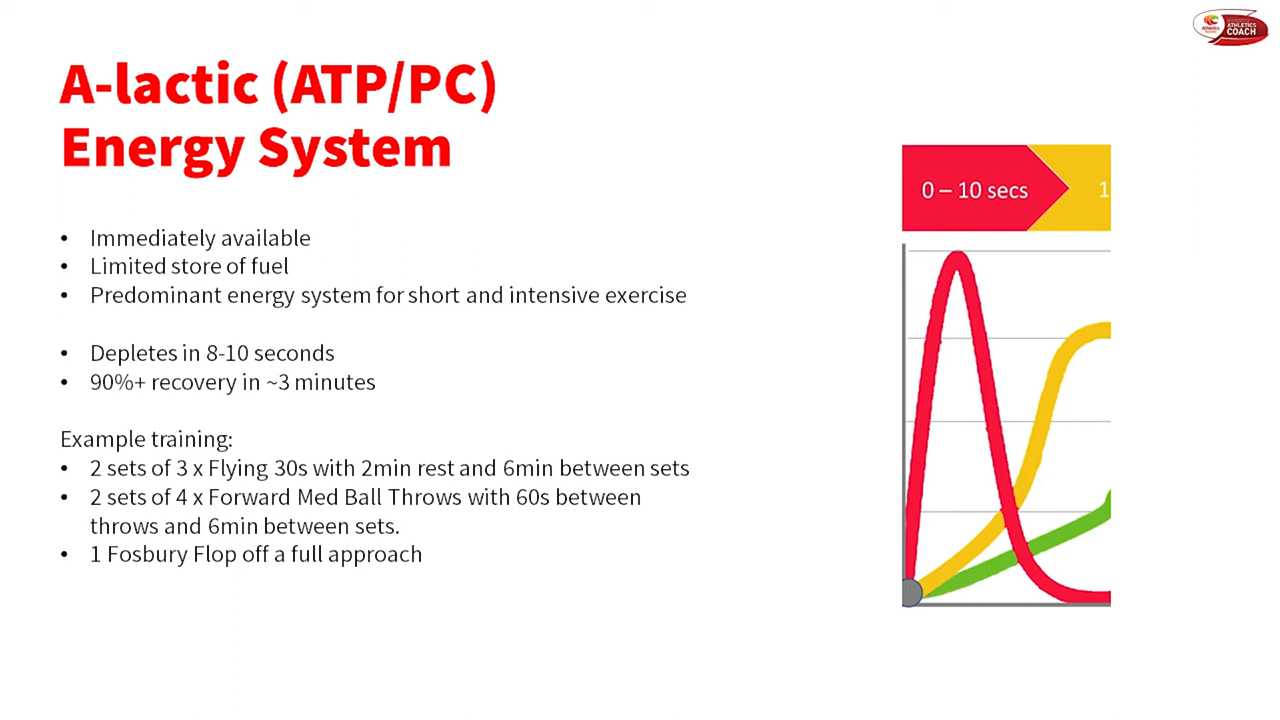 A-lactic (ATP/PC)
Energy System
• Immediately available
• Limited store of fuel
• Predominant energy system for short and intensive exercise
• Depletes in 8-10 seconds
• 90%+ recovery in ~3 minutes
Example training:
• 2 sets of 3 x Flying 30s with 2min rest and 6min between sets
• 2 sets of 4 x Forward Med Ball Throws with 60s between
throws and 6min between sets.
• 1 Fosbury Flop off a full approach
0 – 10 secs
1
Athletics
ATHLETICS
COACH